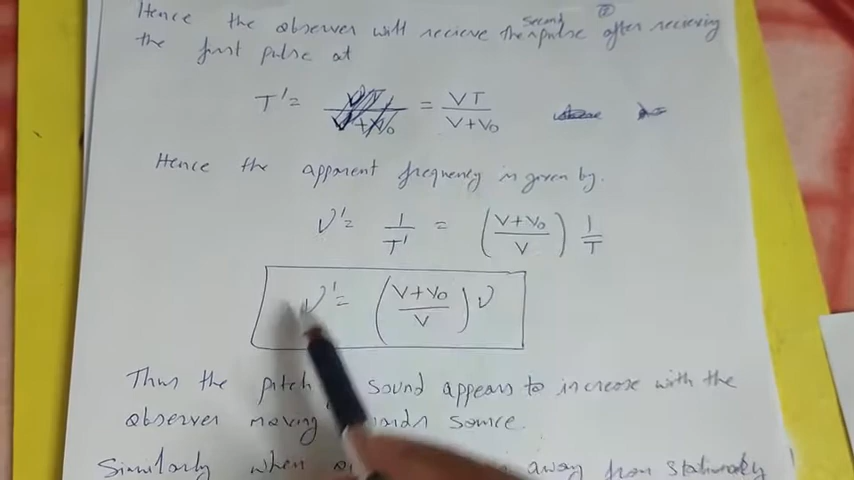 Hence the observer will recieve the second pulse after recieving
the first pulse at
T' = = VT / V+V₀
Hence the apparent frequency is given by.
ν' = 1/T' = (V+V₀ / V) 1/T
ν' = (V+V₀ / V) ν
Thus the pitch sound appears to increase with the
observer moving source.
Similarly when away from stationary